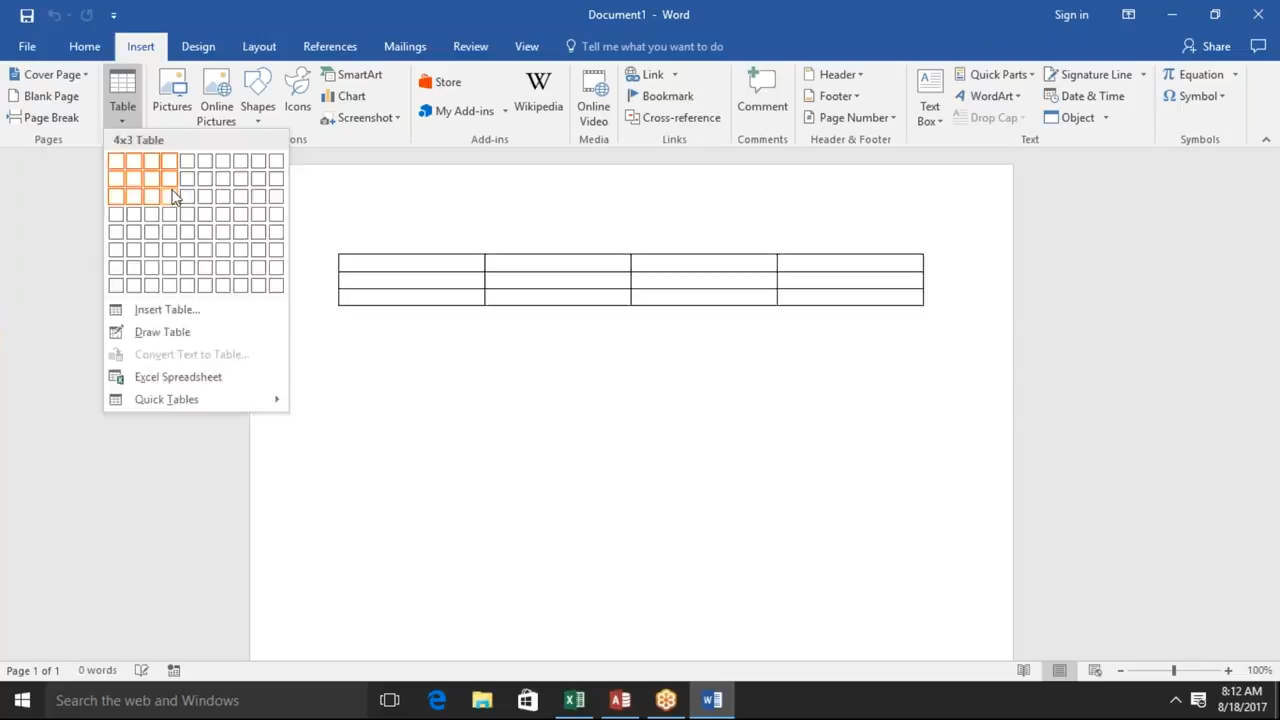 Document1 - Word
Sign in
File Home Insert Design Layout References Mailings Review View Tell me what you want to do Share
Cover Page
Blank Page
Page Break
Pages
Table
Pictures
Online Pictures
Shapes
Icons
SmartArt
Chart
Screenshot
ons
Store
My Add-ins
Wikipedia
Add-ins
Online Video
Media
Link
Bookmark
Cross-reference
Links
Comment
Comments
Header
Footer
Page Number
Header & Footer
Text Box
Quick Parts
WordArt
Drop Cap
Signature Line
Date & Time
Object
Text
Equation
Symbol
Symbols
4x3 Table
Insert Table...
Draw Table
Convert Text to Table...
Excel Spreadsheet
Quick Tables
Page 1 of 1 0 words 100%
Search the web and Windows
8:12 AM
8/18/2017